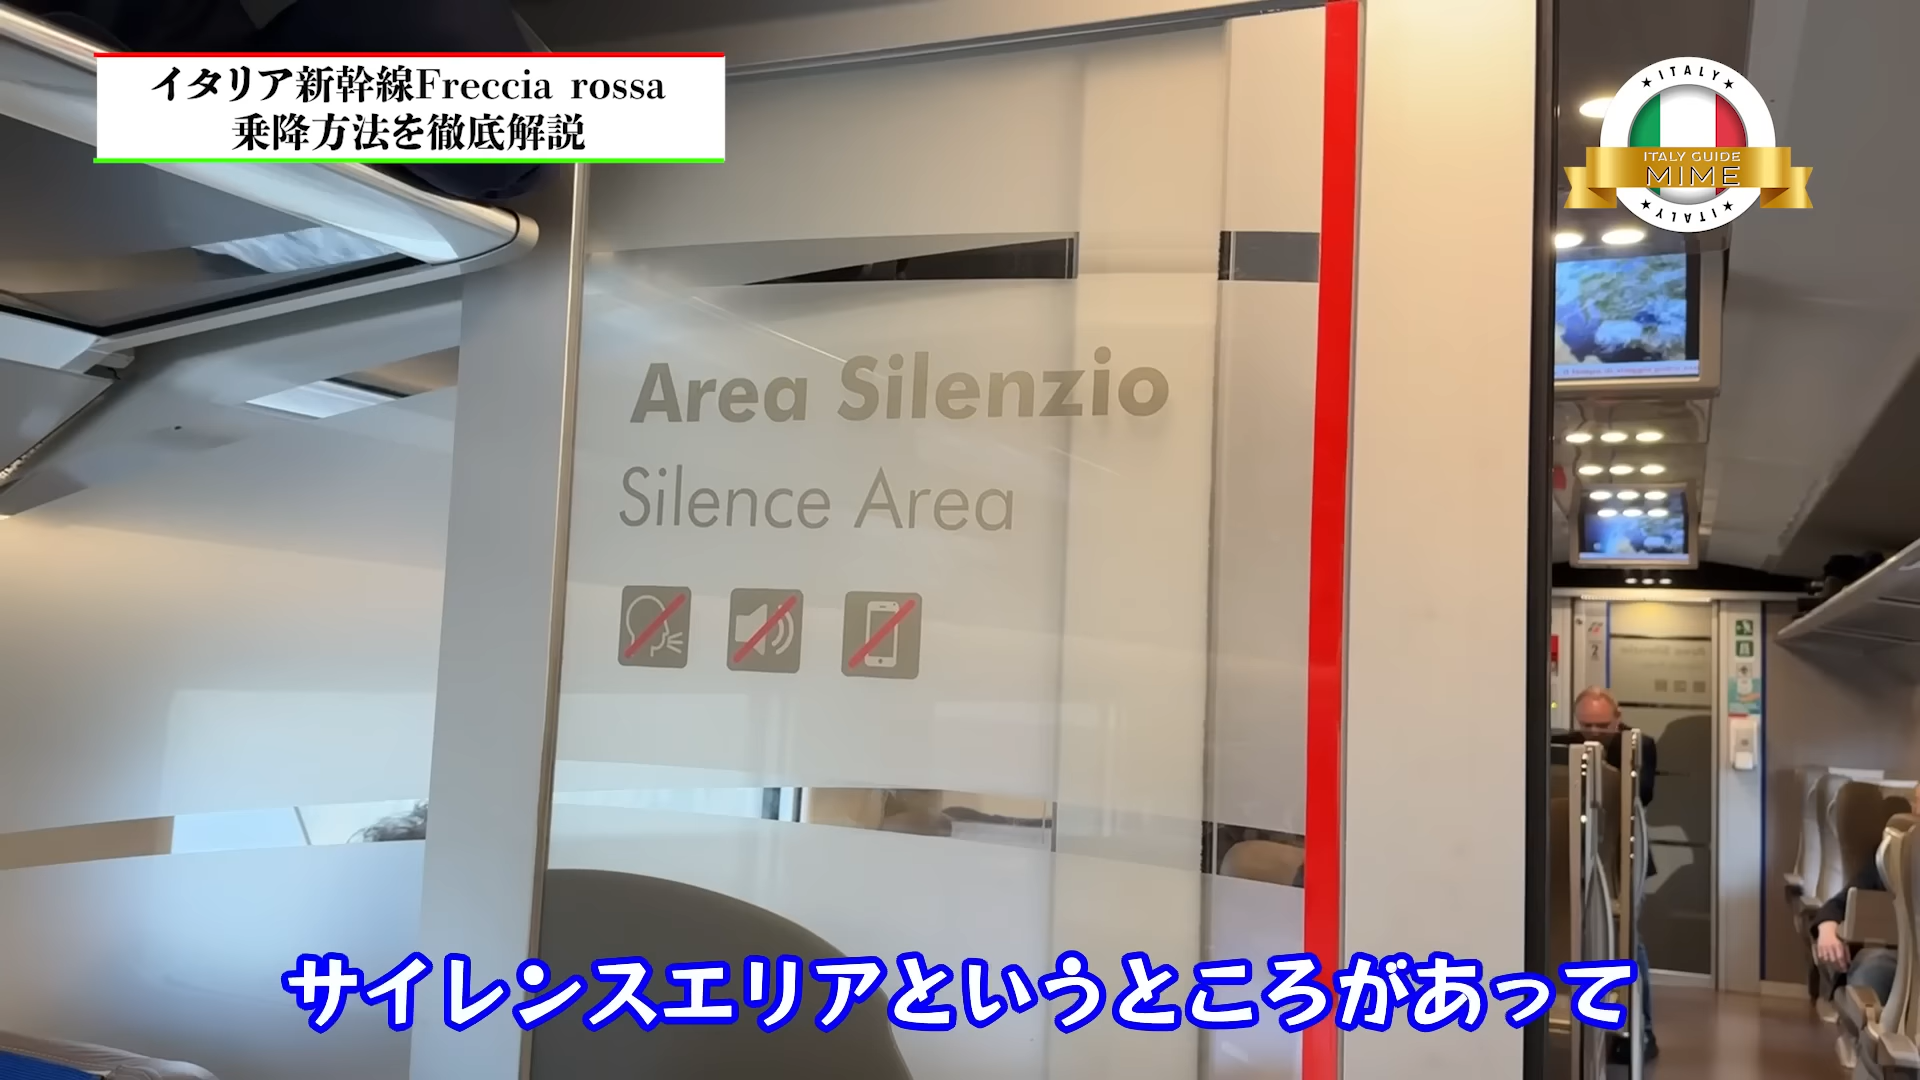 イタリア新幹線Freccia rossa
乗降方法を徹底解説
ITALY
ITALY GUIDE
MIME
ITALY
Area Silenzio
Silence Area
2
サイレンスエリアというところがあって